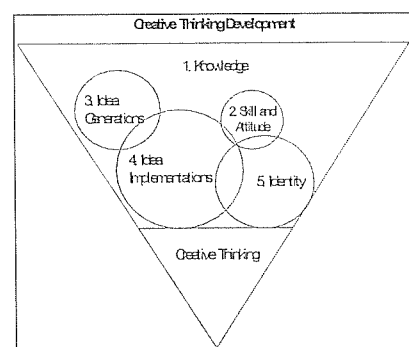 Creative Thinking Development
1. Knowledge
3. Idea
Generations
2. Skill and
Attitude
4. Idea
Implementations
5. Identity
Creative Thinking